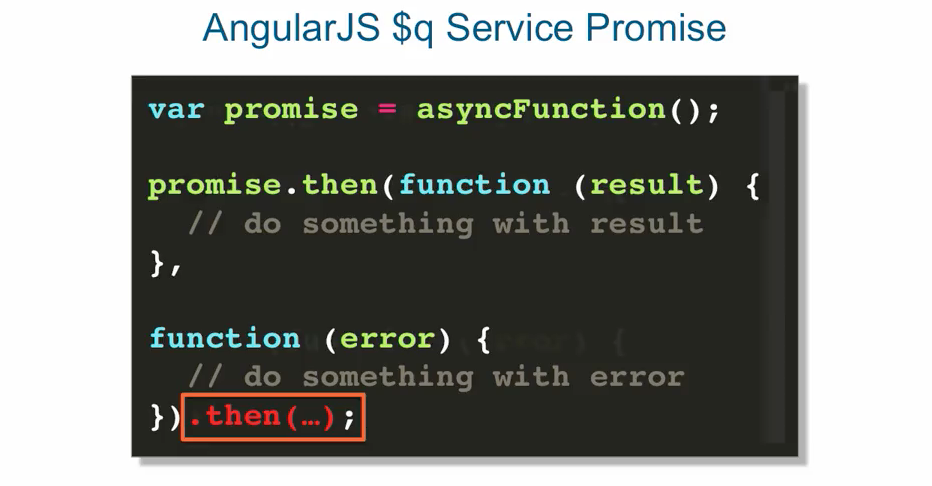 AngularJS $q Service Promise
var promise = asyncFunction();
promise.then(function (result) {
// do something with result
},
function (error) {
// do something with error
}).then(…);